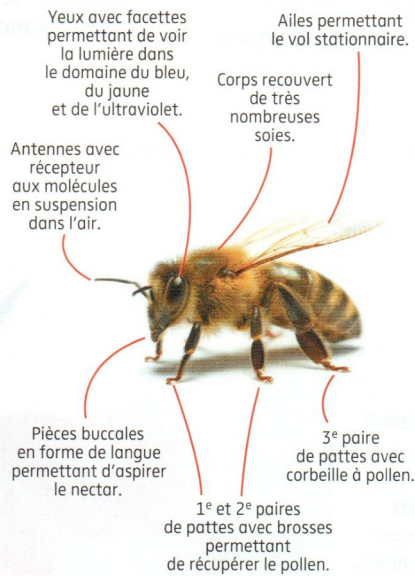 Yeux avec facettes
permettant de voir
la lumière dans
le domaine du bleu,
du jaune
et de l'ultraviolet.
Ailes permettant
le vol stationnaire.
Corps recouvert
de très
nombreuses
soies.
Antennes avec
récepteur
aux molécules
en suspension
dans l'air.
Pièces buccales
en forme de langue
permettant d'aspirer
le nectar.
1e et 2e paires
de pattes avec brosses
permettant
de récupérer le pollen.
3e paire
de pattes avec
corbeille à pollen.